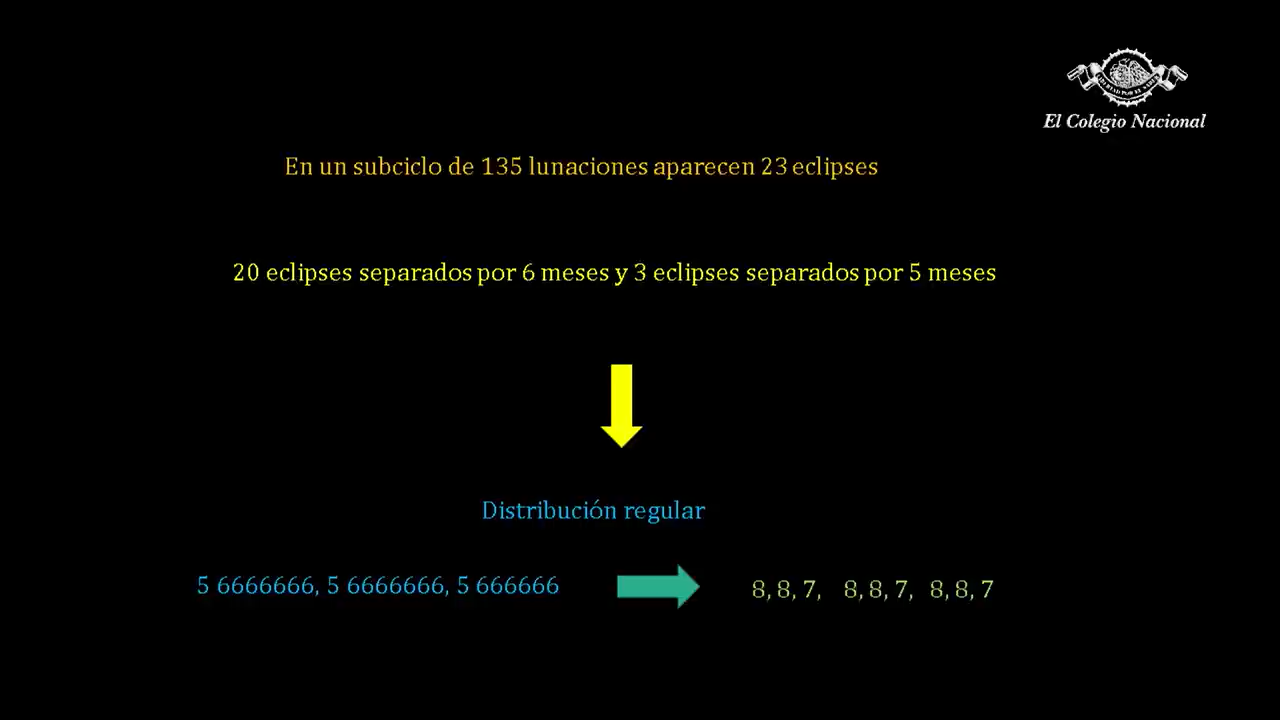 El Colegio Nacional
En un subciclo de 135 lunaciones aparecen 23 eclipses
20 eclipses separados por 6 meses y 3 eclipses separados por 5 meses
Distribución regular
5 6666666, 5 6666666, 5 666666
8, 8, 7, 8, 8, 7, 8, 8, 7